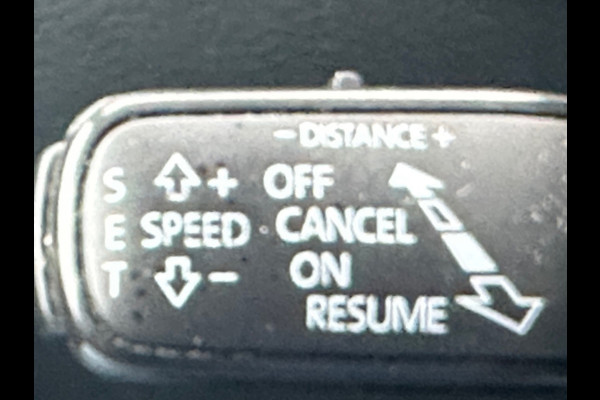 - DISTANCE +
S + OFF
E SPEED CANCEL
T - ON
RESUME